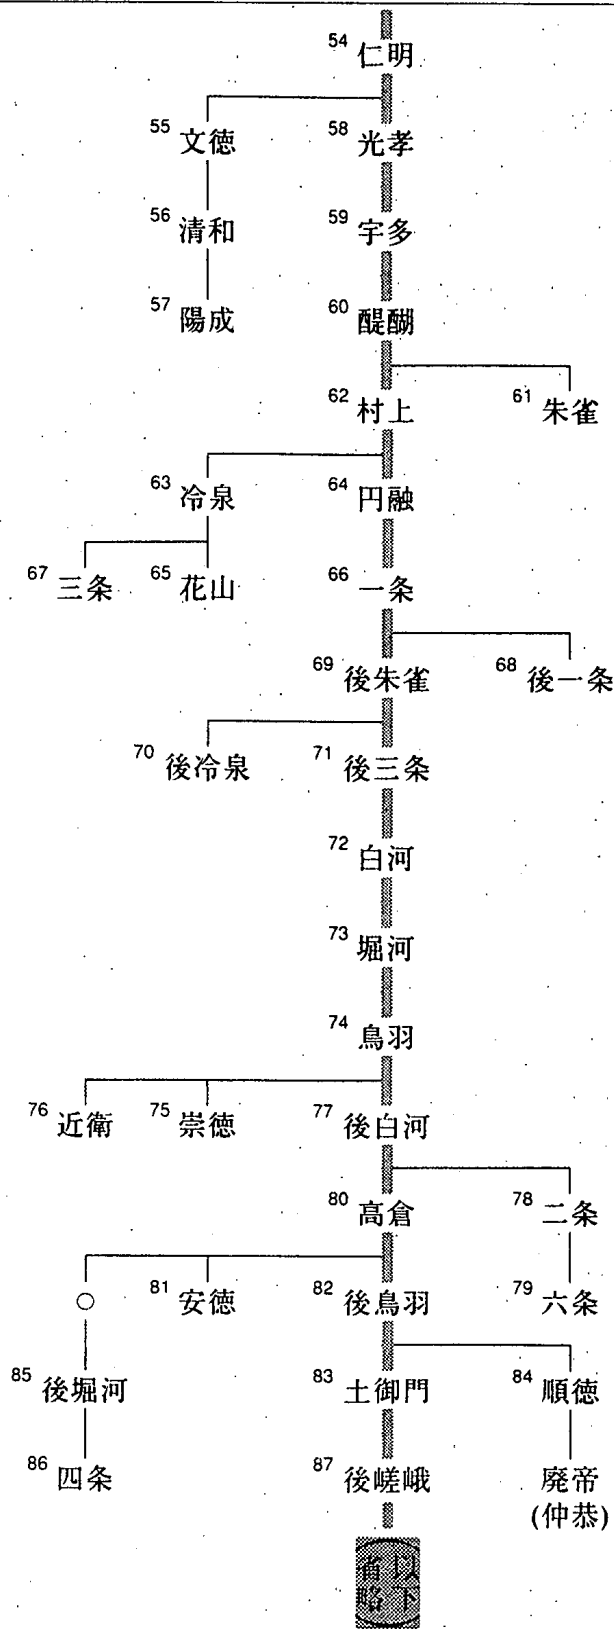 54 仁明
55 文徳
58 光孝
56 清和
59 宇多
57 陽成
60 醍醐
62 村上
61 朱雀
63 冷泉
64 円融
67 三条
65 花山
66 一条
69 後朱雀
68 後一条
70 後冷泉
71 後三条
72 白河
73 堀河
74 鳥羽
76 近衛
75 崇徳
77 後白河
80 高倉
78 二条
○
81 安徳
82 後鳥羽
79 六条
85 後堀河
83 土御門
84 順徳
86 四条
87 後嵯峨
廃帝
(仲恭)
以下
省略